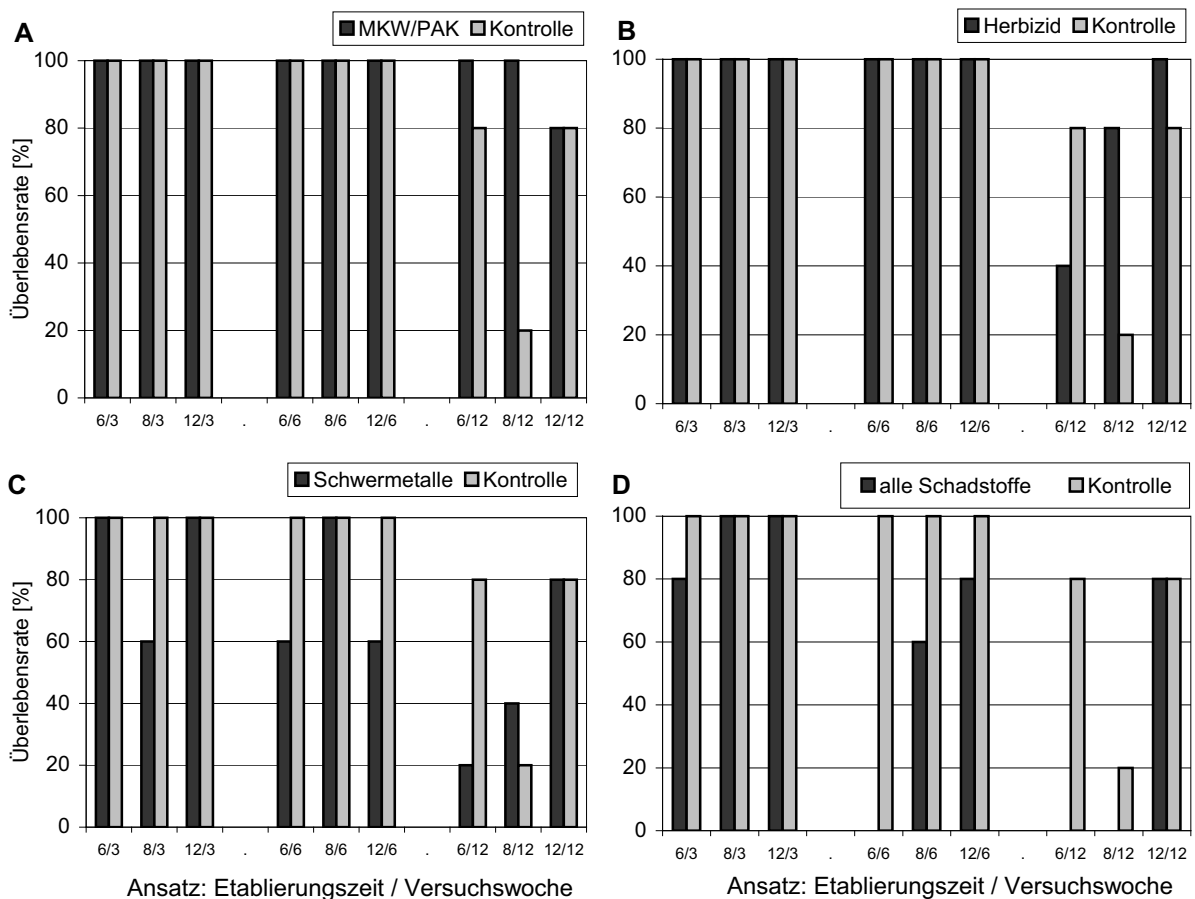 A
MKW/PAK Kontrolle
Überlebensrate [%]
100
80
60
40
20
0
6/3 8/3 12/3 . 6/6 8/6 12/6 . 6/12 8/12 12/12
B
Herbizid Kontrolle
100
80
60
40
20
0
6/3 8/3 12/3 . 6/6 8/6 12/6 . 6/12 8/12 12/12
C
Schwermetalle Kontrolle
Überlebensrate [%]
100
80
60
40
20
0
6/3 8/3 12/3 . 6/6 8/6 12/6 . 6/12 8/12 12/12
D
alle Schadstoffe Kontrolle
100
80
60
40
20
0
6/3 8/3 12/3 . 6/6 8/6 12/6 . 6/12 8/12 12/12
Ansatz: Etablierungszeit / Versuchswoche
Ansatz: Etablierungszeit / Versuchswoche